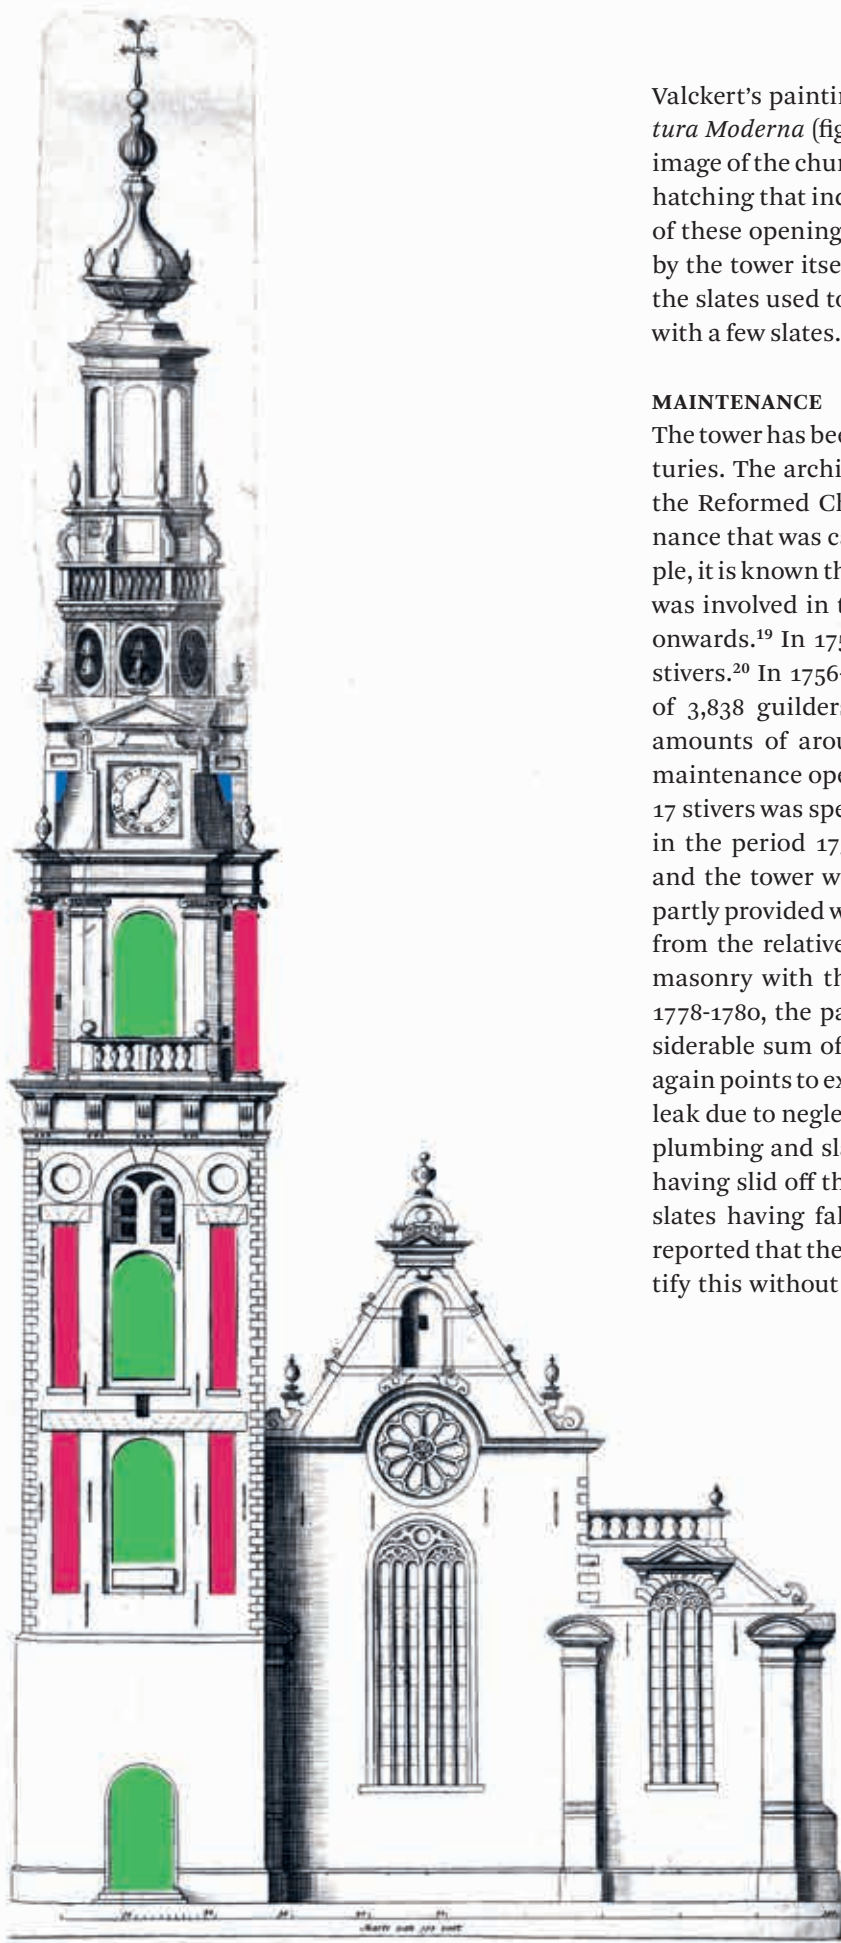 Valckert’s paintin
tura Moderna (fig
image of the chur
hatching that inc
of these opening
by the tower itse
the slates used to
with a few slates.
MAINTENANCE
The tower has bee
turies. The archi
the Reformed Ch
nance that was ca
ple, it is known th
was involved in t
onwards.¹⁹ In 175
stivers.²⁰ In 1756-
of 3,838 guilders
amounts of arou
maintenance ope
17 stivers was spe
in the period 17
and the tower w
partly provided w
from the relative
masonry with th
1778-1780, the pa
siderable sum of
again points to ex
leak due to negle
plumbing and sla
having slid off th
slates having fal
reported that the
tify this without